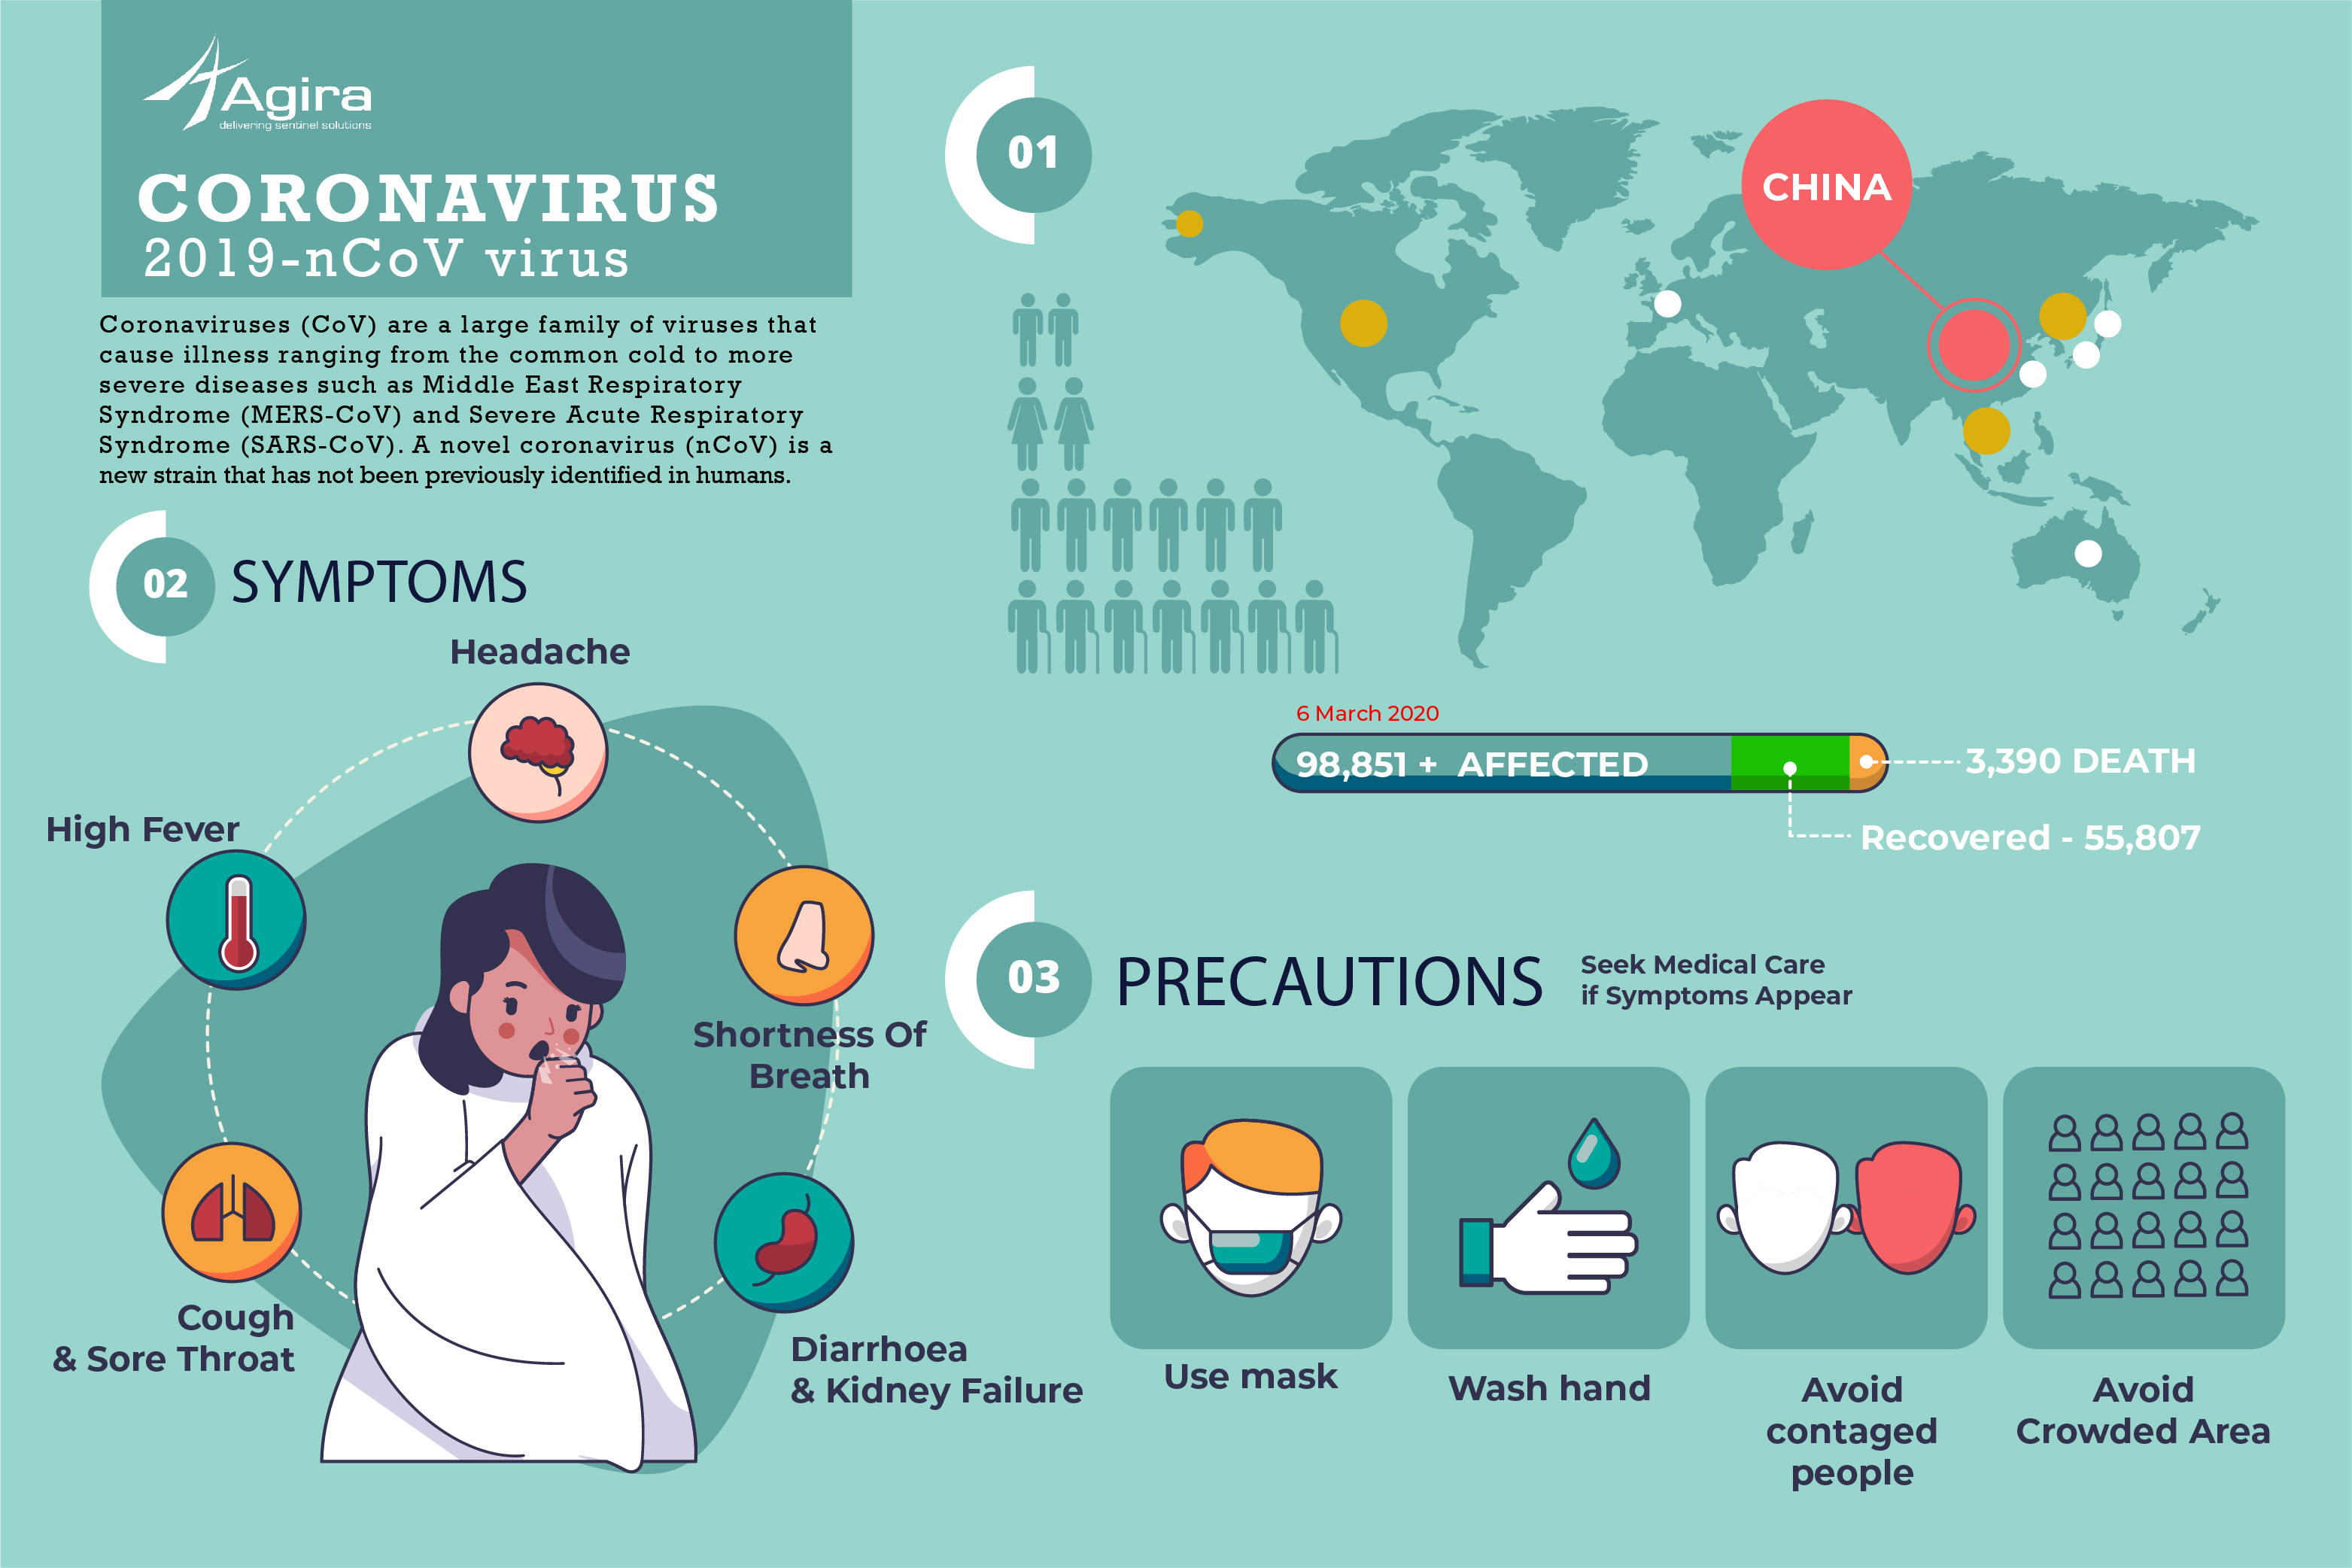 Agira
delivering sentinel solutions
CORONAVIRUS
2019-nCoV virus
Coronaviruses (CoV) are a large family of viruses that
cause illness ranging from the common cold to more
severe diseases such as Middle East Respiratory
Syndrome (MERS-CoV) and Severe Acute Respiratory
Syndrome (SARS-CoV). A novel coronavirus (nCoV) is a
new strain that has not been previously identified in humans.
01
CHINA
6 March 2020
98,851 + AFFECTED
3,390 DEATH
Recovered - 55,807
02
SYMPTOMS
Headache
High Fever
Shortness Of
Breath
Cough
& Sore Throat
Diarrhoea
& Kidney Failure
03
PRECAUTIONS
Seek Medical Care
if Symptoms Appear
Use mask
Wash hand
Avoid
contaged
people
Avoid
Crowded Area